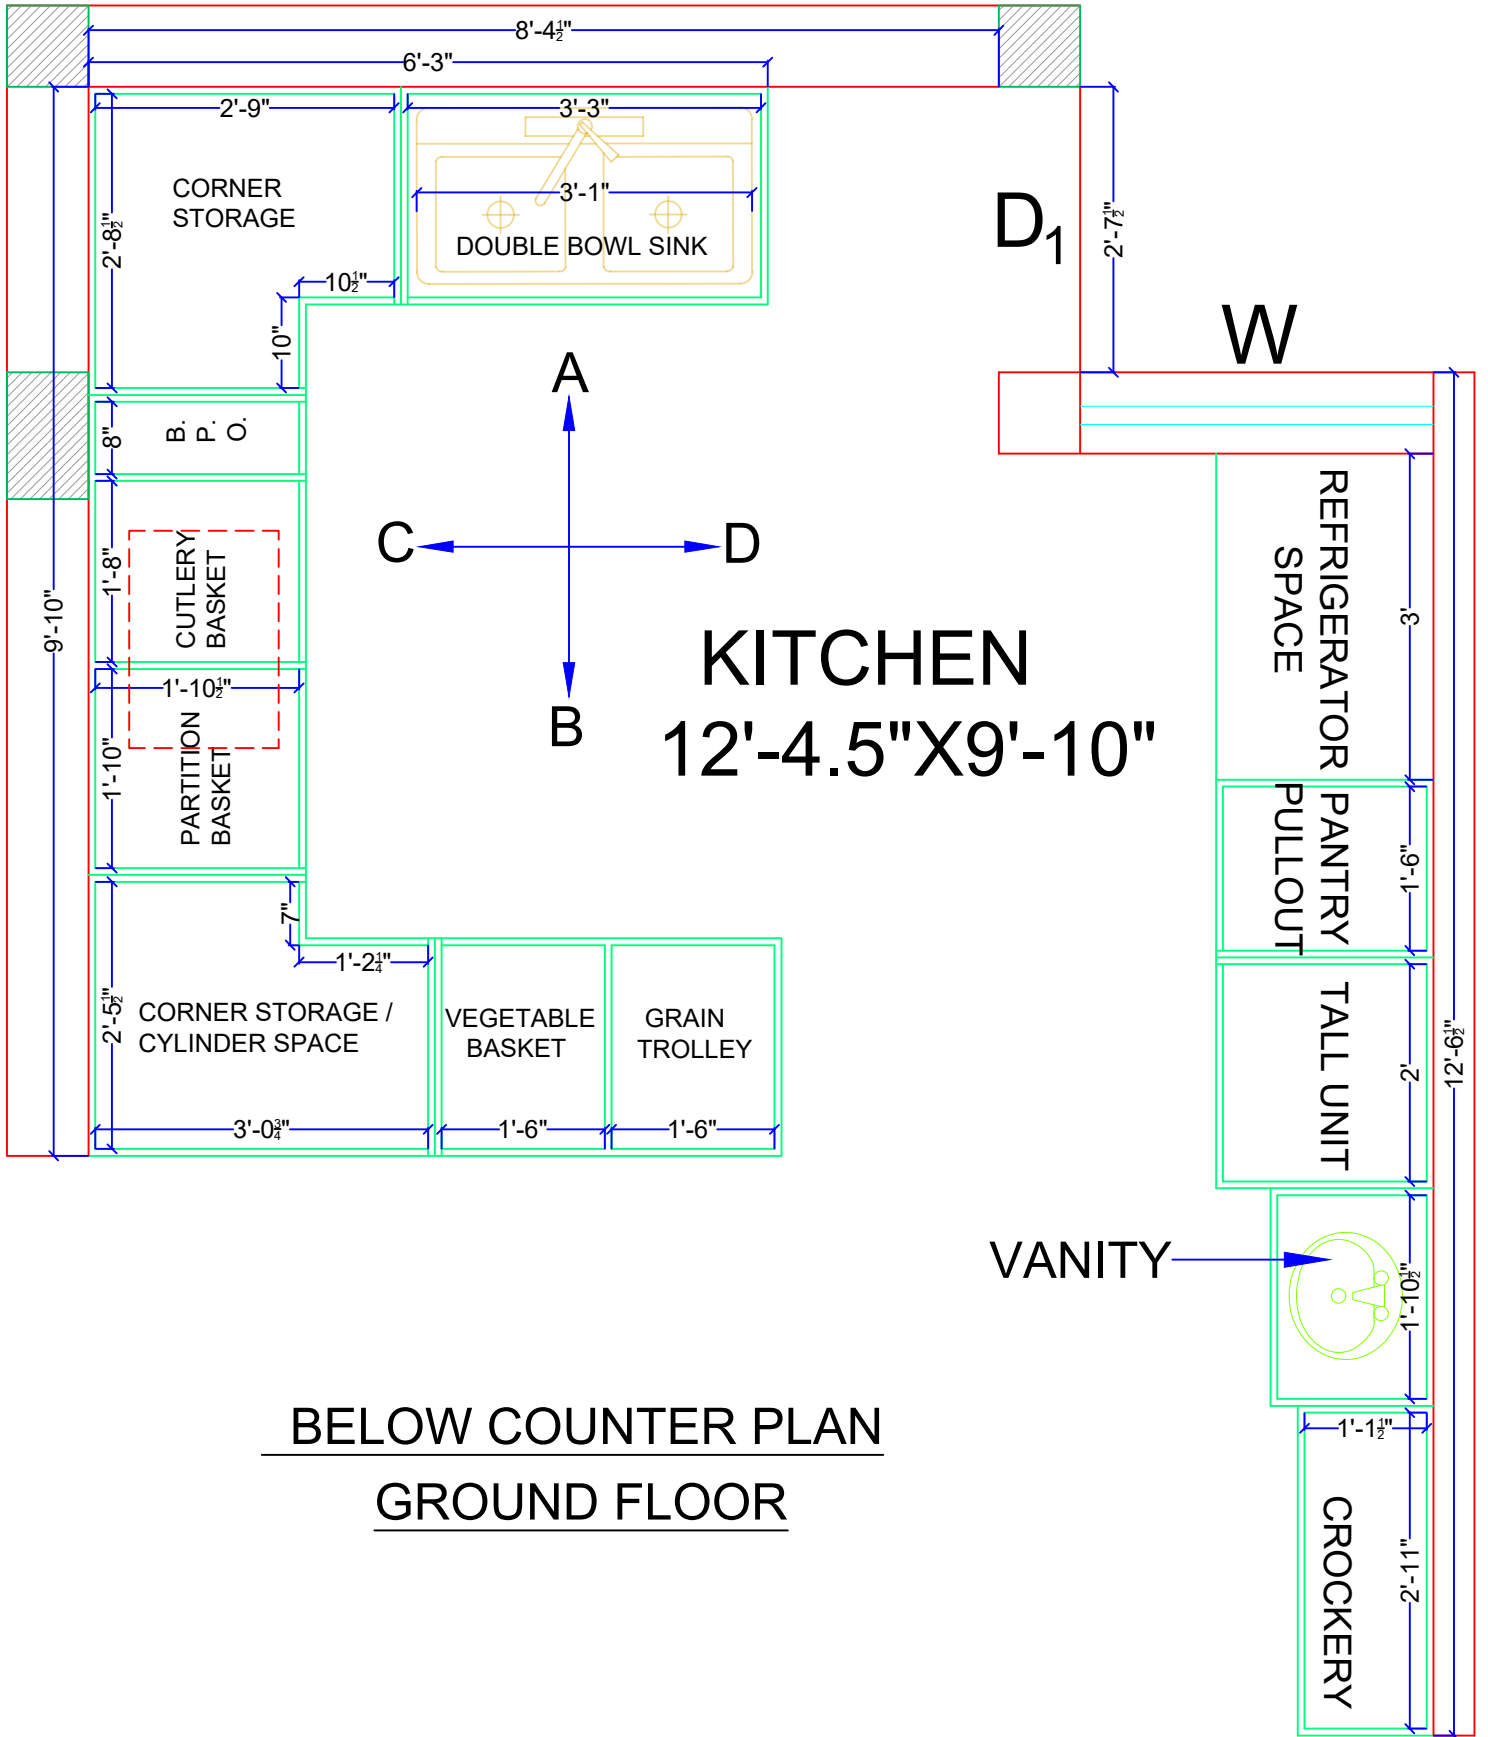 8'-4½"
6'-3"
2'-9"
3'-3"
3'-1"
CORNER
STORAGE
DOUBLE BOWL SINK
2'-8½"
10½"
10"
D1
2'-7½"
W
A
B
C
D
B.
P.
O.
8"
CUTLERY
BASKET
1'-8"
9'-10"
1'-10½"
PARTITION
BASKET
1'-10"
KITCHEN
12'-4.5"X9'-10"
REFRIGERATOR
SPACE
3'
PANTRY
PULLOUT
1'-6"
7"
1'-2¼"
2'-5½"
CORNER STORAGE /
CYLINDER SPACE
3'-0¾"
VEGETABLE
BASKET
1'-6"
GRAIN
TROLLEY
1'-6"
TALL UNIT
2'
12'-6½"
VANITY
1'-10½"
1'-1½"
CROCKERY
2'-11"
BELOW COUNTER PLAN
GROUND FLOOR